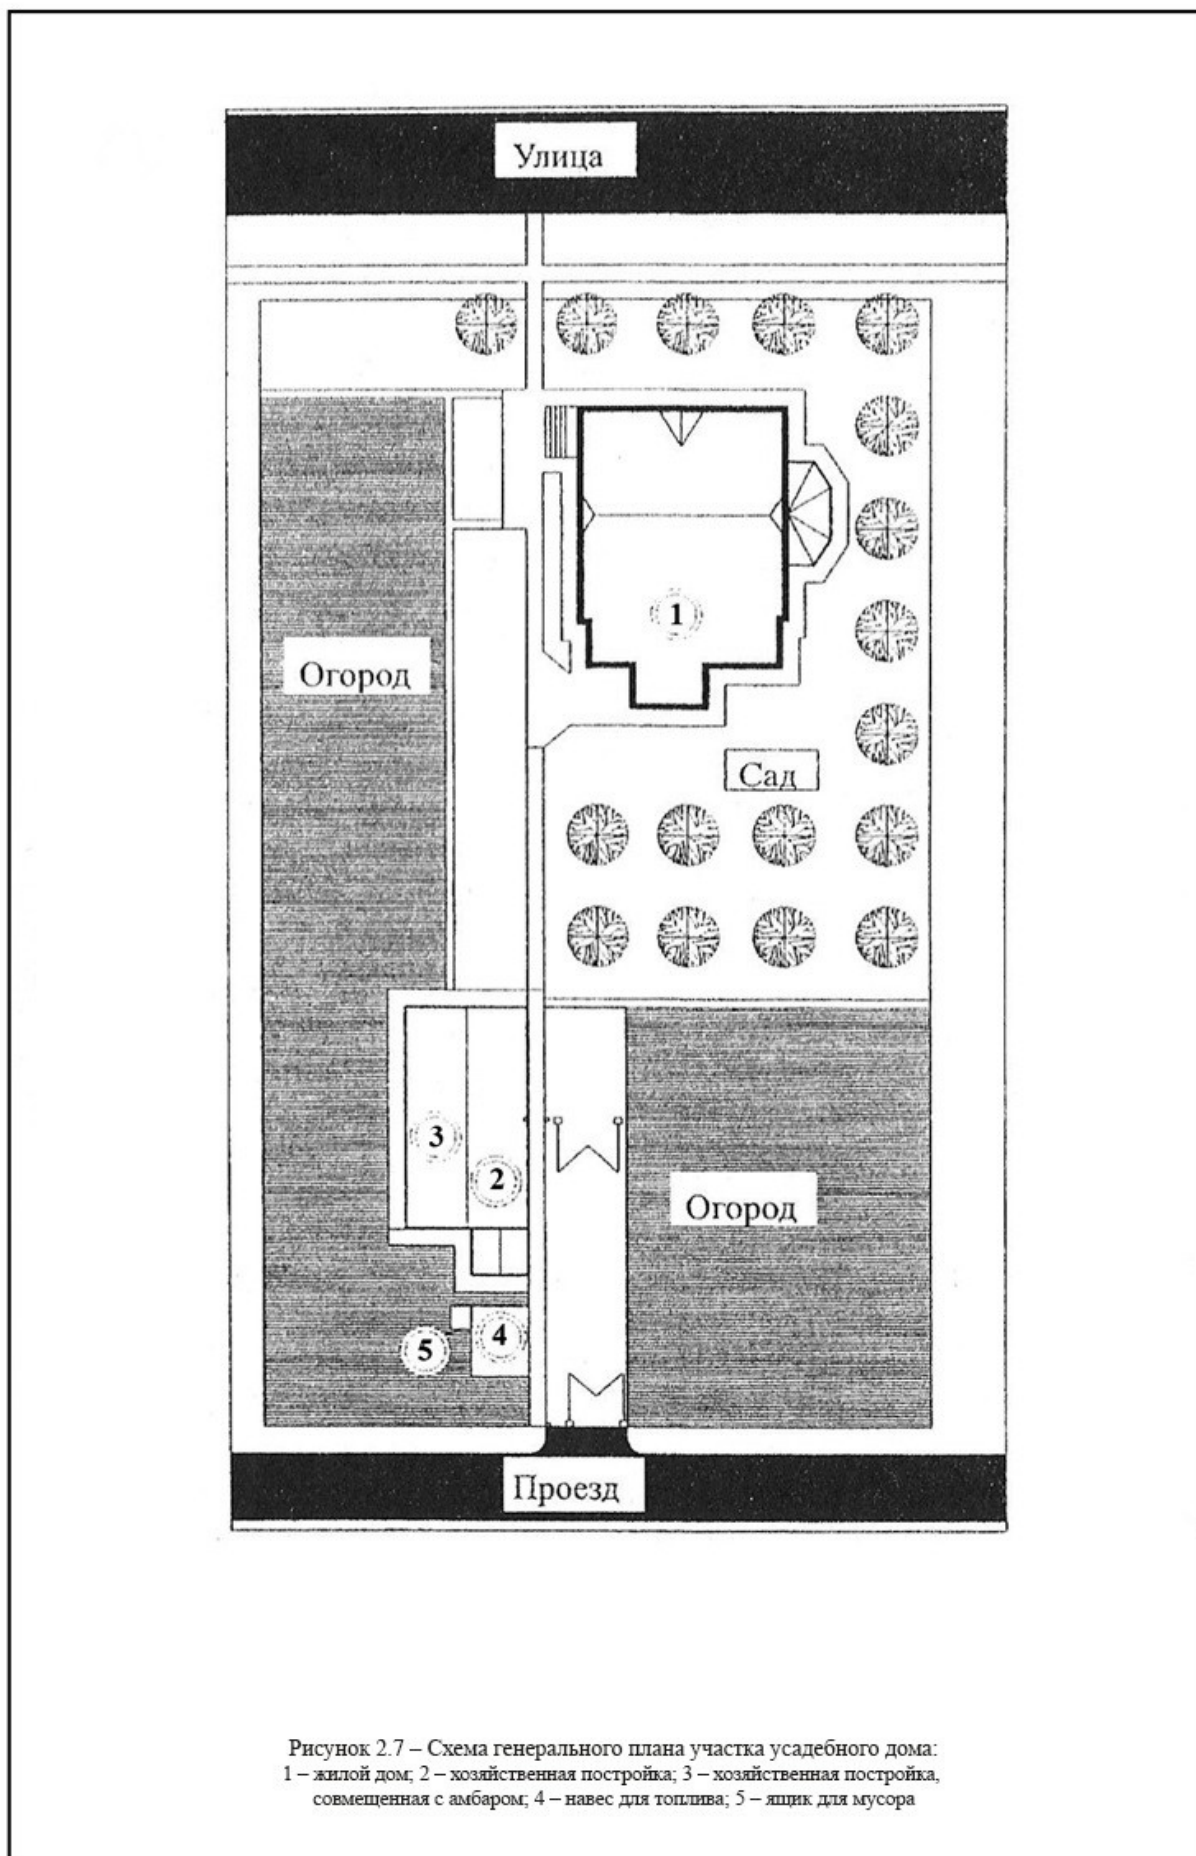 Улица
1
Огород
Сад
3
2
Огород
4
5
Проезд
Рисунок 2.7 – Схема генерального плана участка усадебного дома:
1 – жилой дом; 2 – хозяйственная постройка; 3 – хозяйственная постройка,
совмещенная с амбаром; 4 – навес для топлива; 5 – ящик для мусора